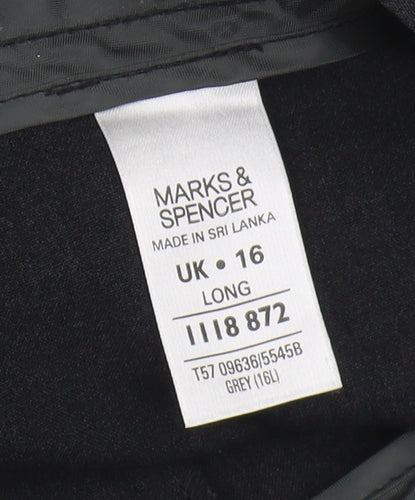 MARKS &
SPENCER
MADE IN SRI LANKA
UK • 16
LONG
1118 872
T57 09636/5545B
GREY (16L)